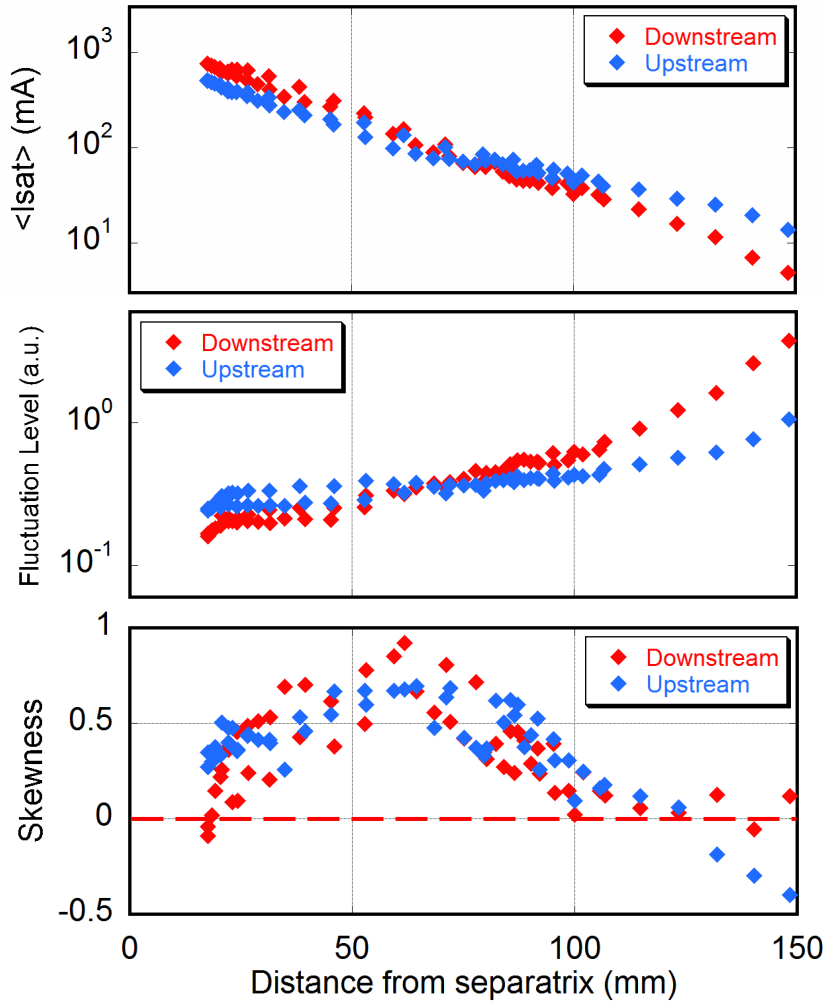 <Isat> (mA)
10³
10²
10¹
Downstream
Upstream
Fluctuation Level (a.u.)
10⁰
10⁻¹
Downstream
Upstream
Skewness
1
0.5
0
-0.5
Downstream
Upstream
0 50 100 150
Distance from separatrix (mm)